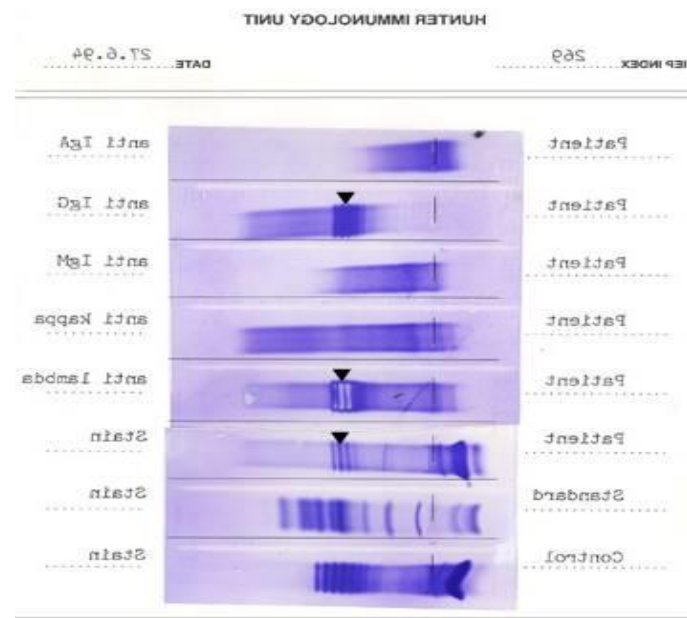 HUNTER IMMUNOLOGY UNIT
IEP INDEX 269 DATE 27.6.94
Patient anti IgA
Patient anti IgG
Patient anti IgM
Patient anti kappa
Patient anti lambda
Patient Stain
Standard Stain
Control Stain